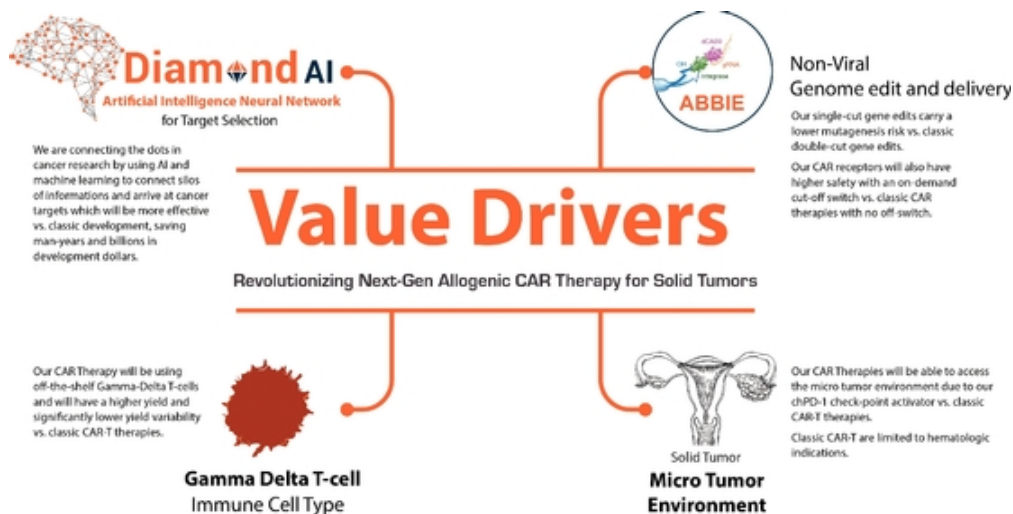 Diamond AI
Artificial Intelligence Neural Network
for Target Selection
We are connecting the dots in
cancer research by using AI and
machine learning to connect silos
of informations and arrive at cancer
targets which will be more effective
vs. classic development, saving
man-years and billions in
development dollars.
dCAS9
gRNA
integrase
ABBIE
Non-Viral
Genome edit and delivery
Our single-cut gene edits carry a
lower mutagenesis risk vs. classic
double-cut gene edits.
Our CAR receptors will also have
higher safety with an on-demand
cut-off switch vs. classic CAR
therapies with no off-switch.
Value Drivers
Revolutionizing Next-Gen Allogenic CAR Therapy for Solid Tumors
Our CAR Therapy will be using
off-the-shelf Gamma-Delta T-cells
and will have a higher yield and
significantly lower yield variability
vs. classic CAR-T therapies.
Gamma Delta T-cell
Immune Cell Type
Solid Tumor
Micro Tumor
Environment
Our CAR Therapies will be able to access
the micro tumor environment due to our
chPD-1 check-point activator vs. classic
CAR-T therapies.
Classic CAR-T are limited to hematologic
indications.